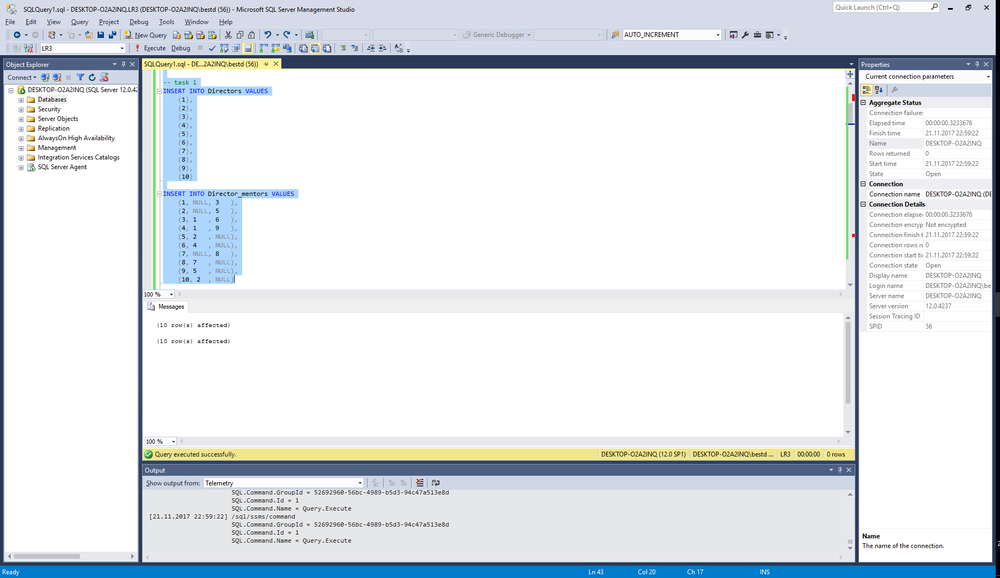 SQLQuery1.sql - DESKTOP-O2A2INQ.LR3 (DESKTOP-O2A2INQ\bestd (56)) - Microsoft SQL Server Management Studio
Quick Launch (Ctrl+Q)
File Edit View Query Project Debug Tools Window Help
New Query
Generic Debugger
AUTO_INCREMENT
LR3
Execute Debug
Object Explorer
Connect
DESKTOP-O2A2INQ (SQL Server 12.0.42
Databases
Security
Server Objects
Replication
AlwaysOn High Availability
Management
Integration Services Catalogs
SQL Server Agent
SQLQuery1.sql - DE...2A2INQ\bestd (56))
-- task 1
INSERT INTO Directors VALUES
(1),
(2),
(3),
(4),
(5),
(6),
(7),
(8),
(9),
(10)
INSERT INTO Director_mentors VALUES
(1, NULL, 3   ),
(2, NULL, 5   ),
(3, 1   , 6   ),
(4, 1   , 9   ),
(5, 2   , NULL),
(6, 4   , NULL),
(7, NULL, 8   ),
(8, 7   , NULL),
(9, 5   , NULL),
(10, 2  , NULL)
100 %
Messages
(10 row(s) affected)
(10 row(s) affected)
100 %
Query executed successfully.
DESKTOP-O2A2INQ (12.0 SP1) DESKTOP-O2A2INQ\bestd ... LR3 00:00:00 0 rows
Output
Show output from: Telemetry
SQL.Command.GroupId = 52692960-56bc-4989-b5d3-94c47a513e8d
SQL.Command.Id = 1
SQL.Command.Name = Query.Execute
[21.11.2017 22:59:22] /sql/ssms/command
SQL.Command.GroupId = 52692960-56bc-4989-b5d3-94c47a513e8d
SQL.Command.Id = 1
SQL.Command.Name = Query.Execute
Properties
Current connection parameters
Aggregate Status
Connection failures
Elapsed time 00:00:00.3233676
Finish time 21.11.2017 22:59:22
Name DESKTOP-O2A2INQ
Rows returned 0
Start time 21.11.2017 22:59:22
State Open
Connection
Connection name DESKTOP-O2A2INQ (DE
Connection Details
Connection elapse 00:00:00.3233676
Connection encryp Not encrypted
Connection finish t 21.11.2017 22:59:22
Connection rows re 0
Connection start ti 21.11.2017 22:59:22
Connection state Open
Display name DESKTOP-O2A2INQ
Login name DESKTOP-O2A2INQ\be
Server name DESKTOP-O2A2INQ
Server version 12.0.4237
Session Tracing ID
SPID 56
Name
The name of the connection.
Ready Ln 43 Col 20 Ch 17 INS